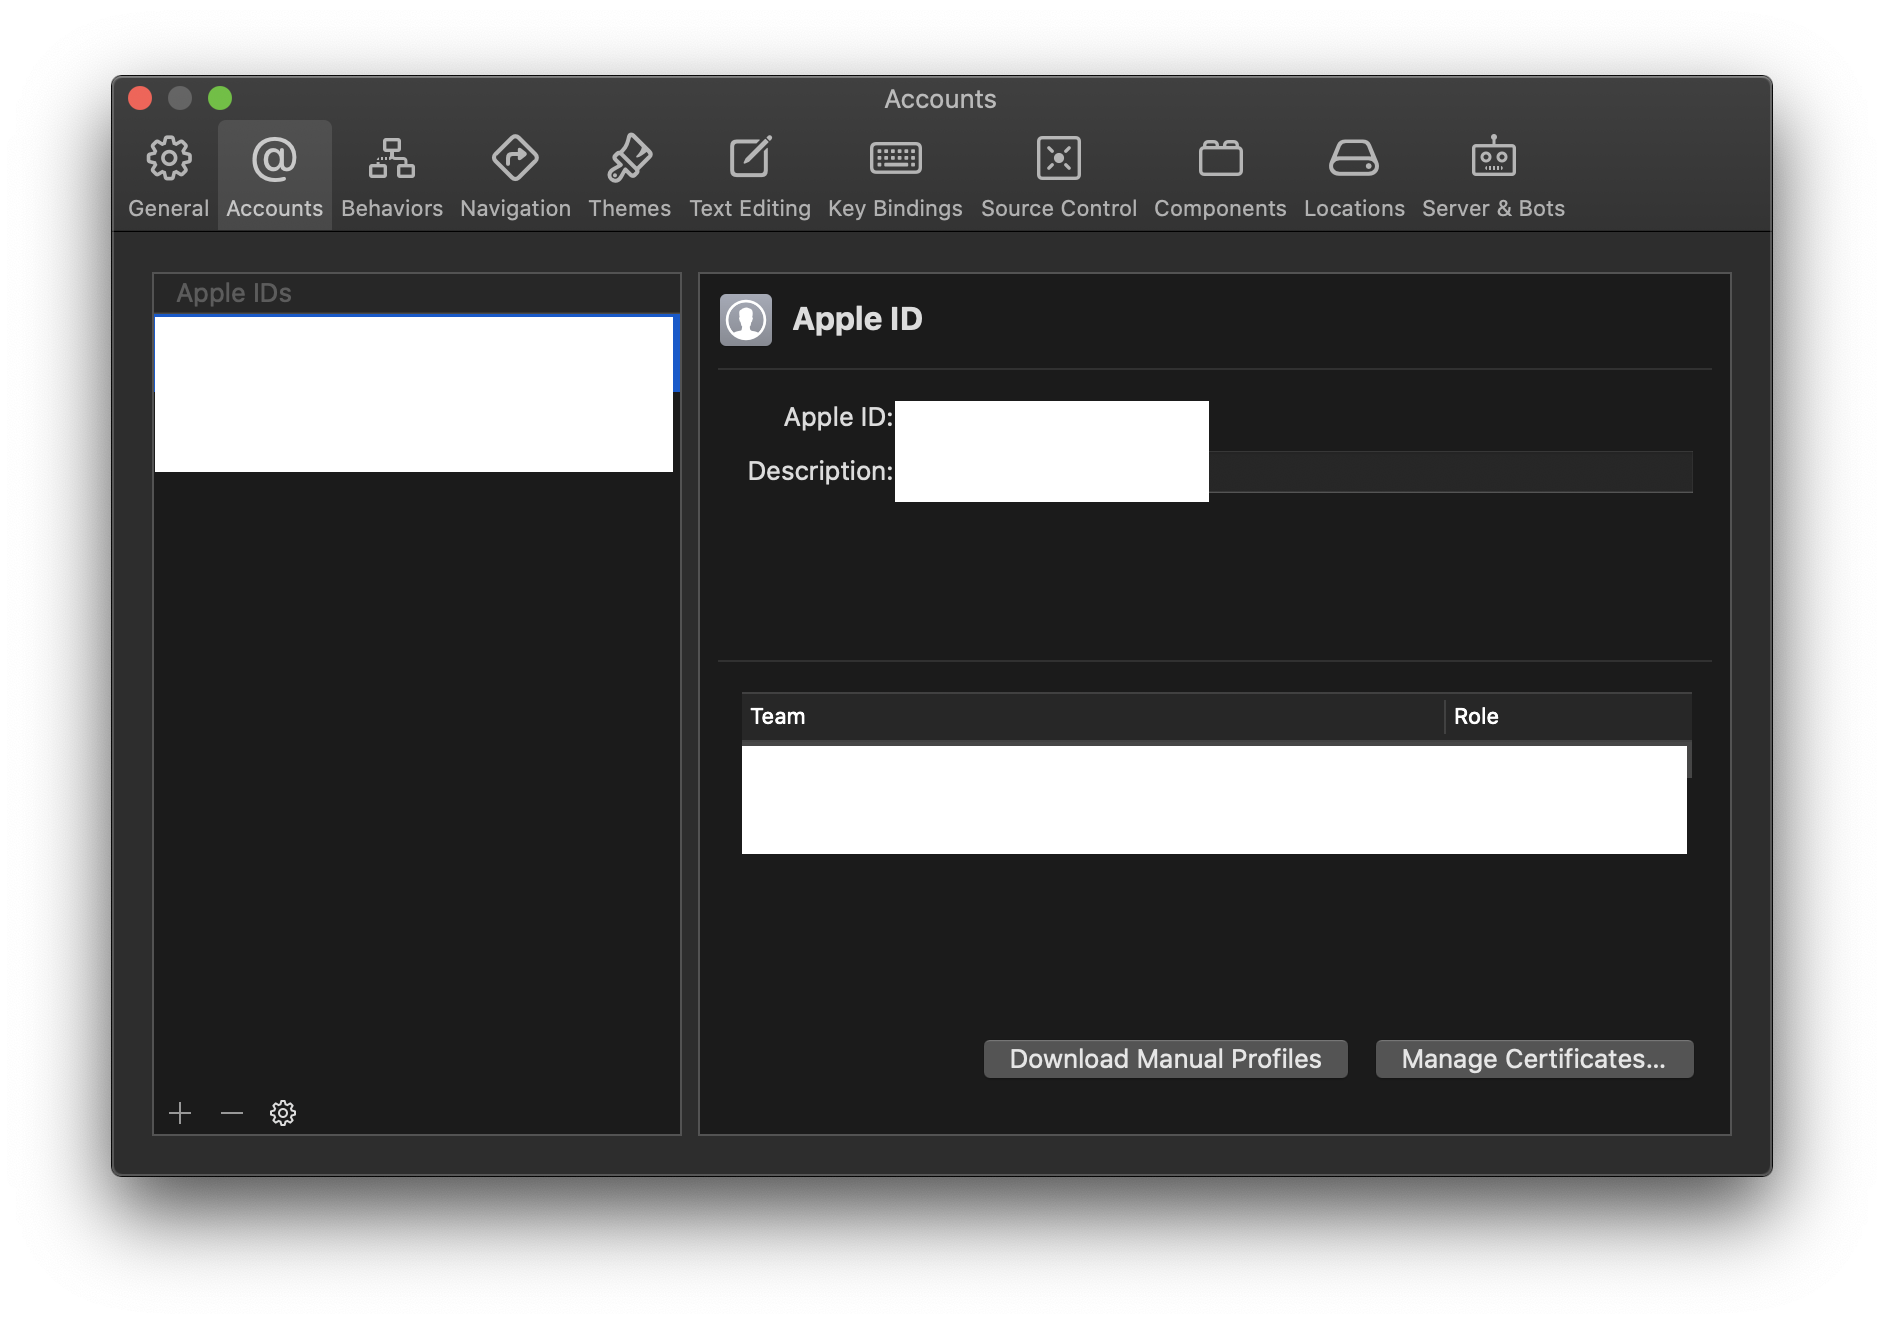 Accounts
General Accounts Behaviors Navigation Themes Text Editing Key Bindings Source Control Components Locations Server & Bots
Apple IDs
Apple ID
Apple ID:
Description:
Team Role
Download Manual Profiles Manage Certificates...